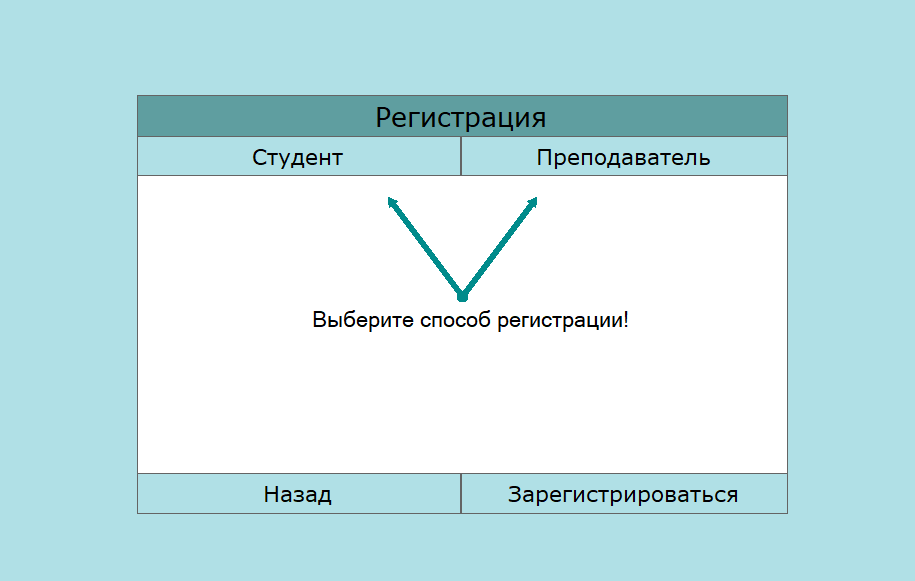 Регистрация
Студент Преподаватель
Выберите способ регистрации!
Назад Зарегистрироваться